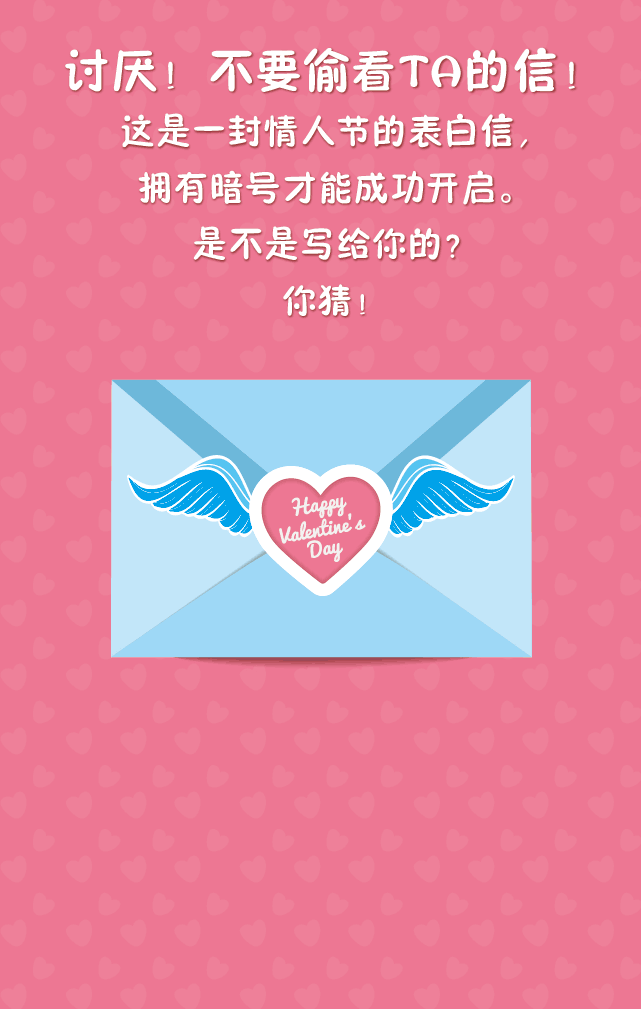 讨厌！不要偷看TA的信！
这是一封情人节的表白信，
拥有暗号才能成功开启。
是不是写给你的？
你猜！
Happy
Valentine's
Day